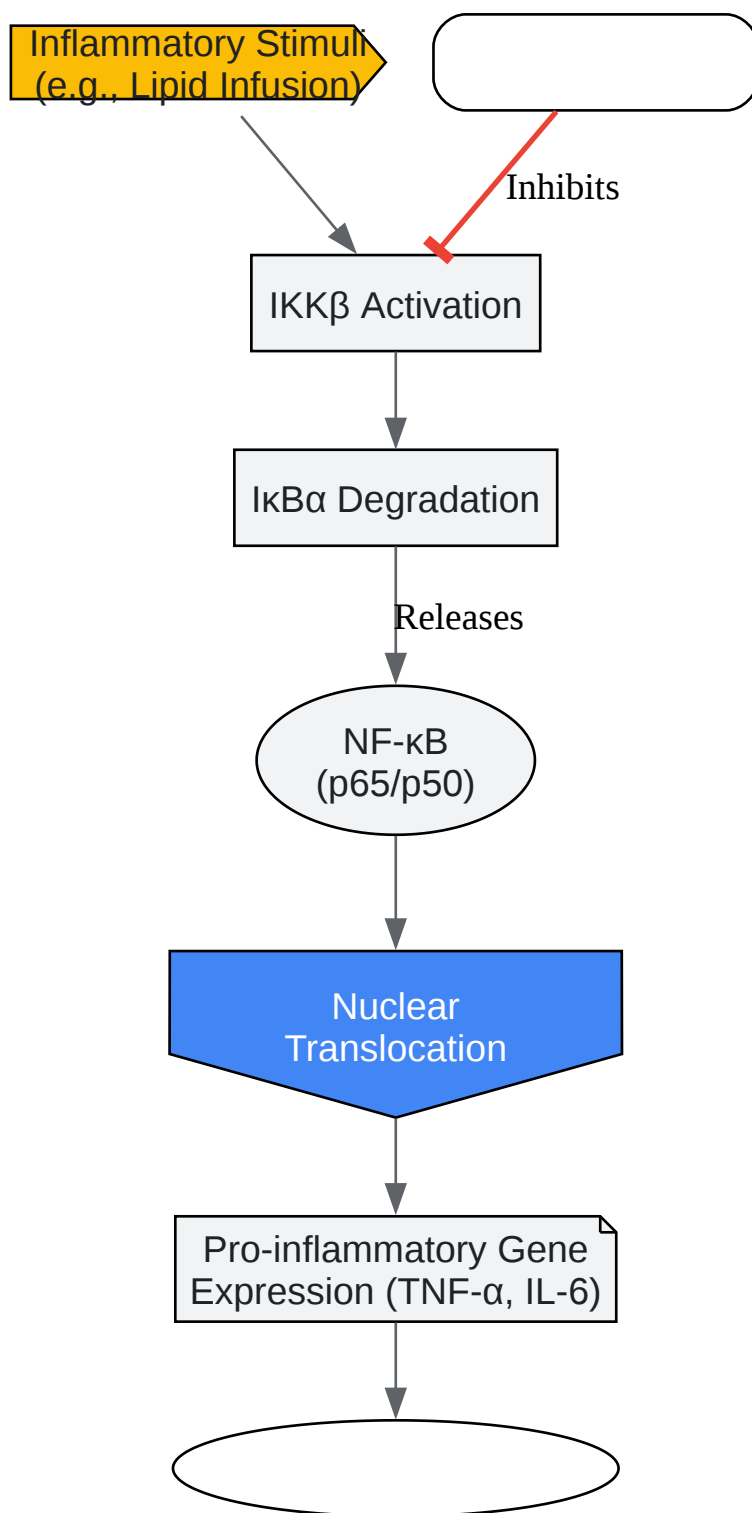 Inflammatory Stimuli
(e.g., Lipid Infusion)
Inhibits
IKKβ Activation
IκBα Degradation
Releases
NF-κB
(p65/p50)
Nuclear
Translocation
Pro-inflammatory Gene
Expression (TNF-α, IL-6)